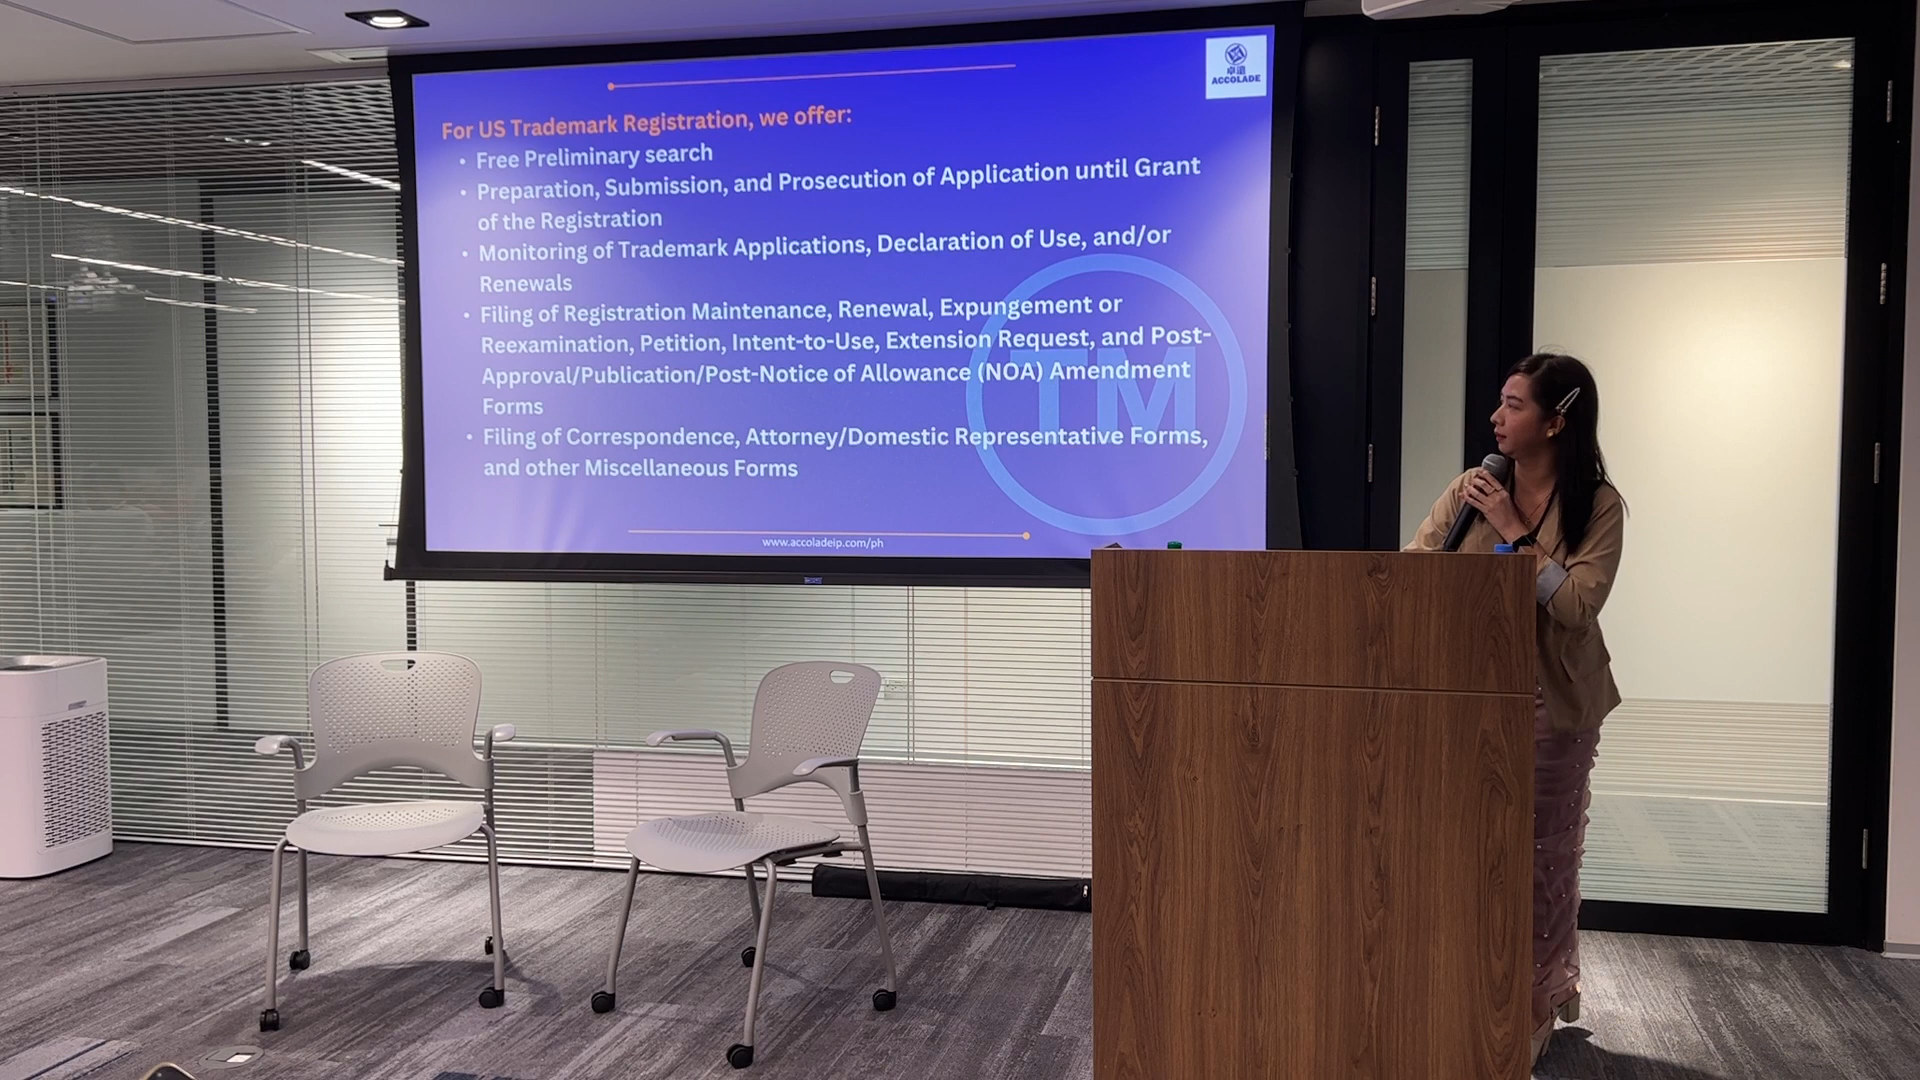 卓誼
ACCOLADE
For US Trademark Registration, we offer:
• Free Preliminary search
• Preparation, Submission, and Prosecution of Application until Grant
of the Registration
• Monitoring of Trademark Applications, Declaration of Use, and/or
Renewals
• Filing of Registration Maintenance, Renewal, Expungement or
Reexamination, Petition, Intent-to-Use, Extension Request, and Post-
Approval/Publication/Post-Notice of Allowance (NOA) Amendment
Forms
• Filing of Correspondence, Attorney/Domestic Representative Forms,
and other Miscellaneous Forms
TM
www.accoladeip.com/ph